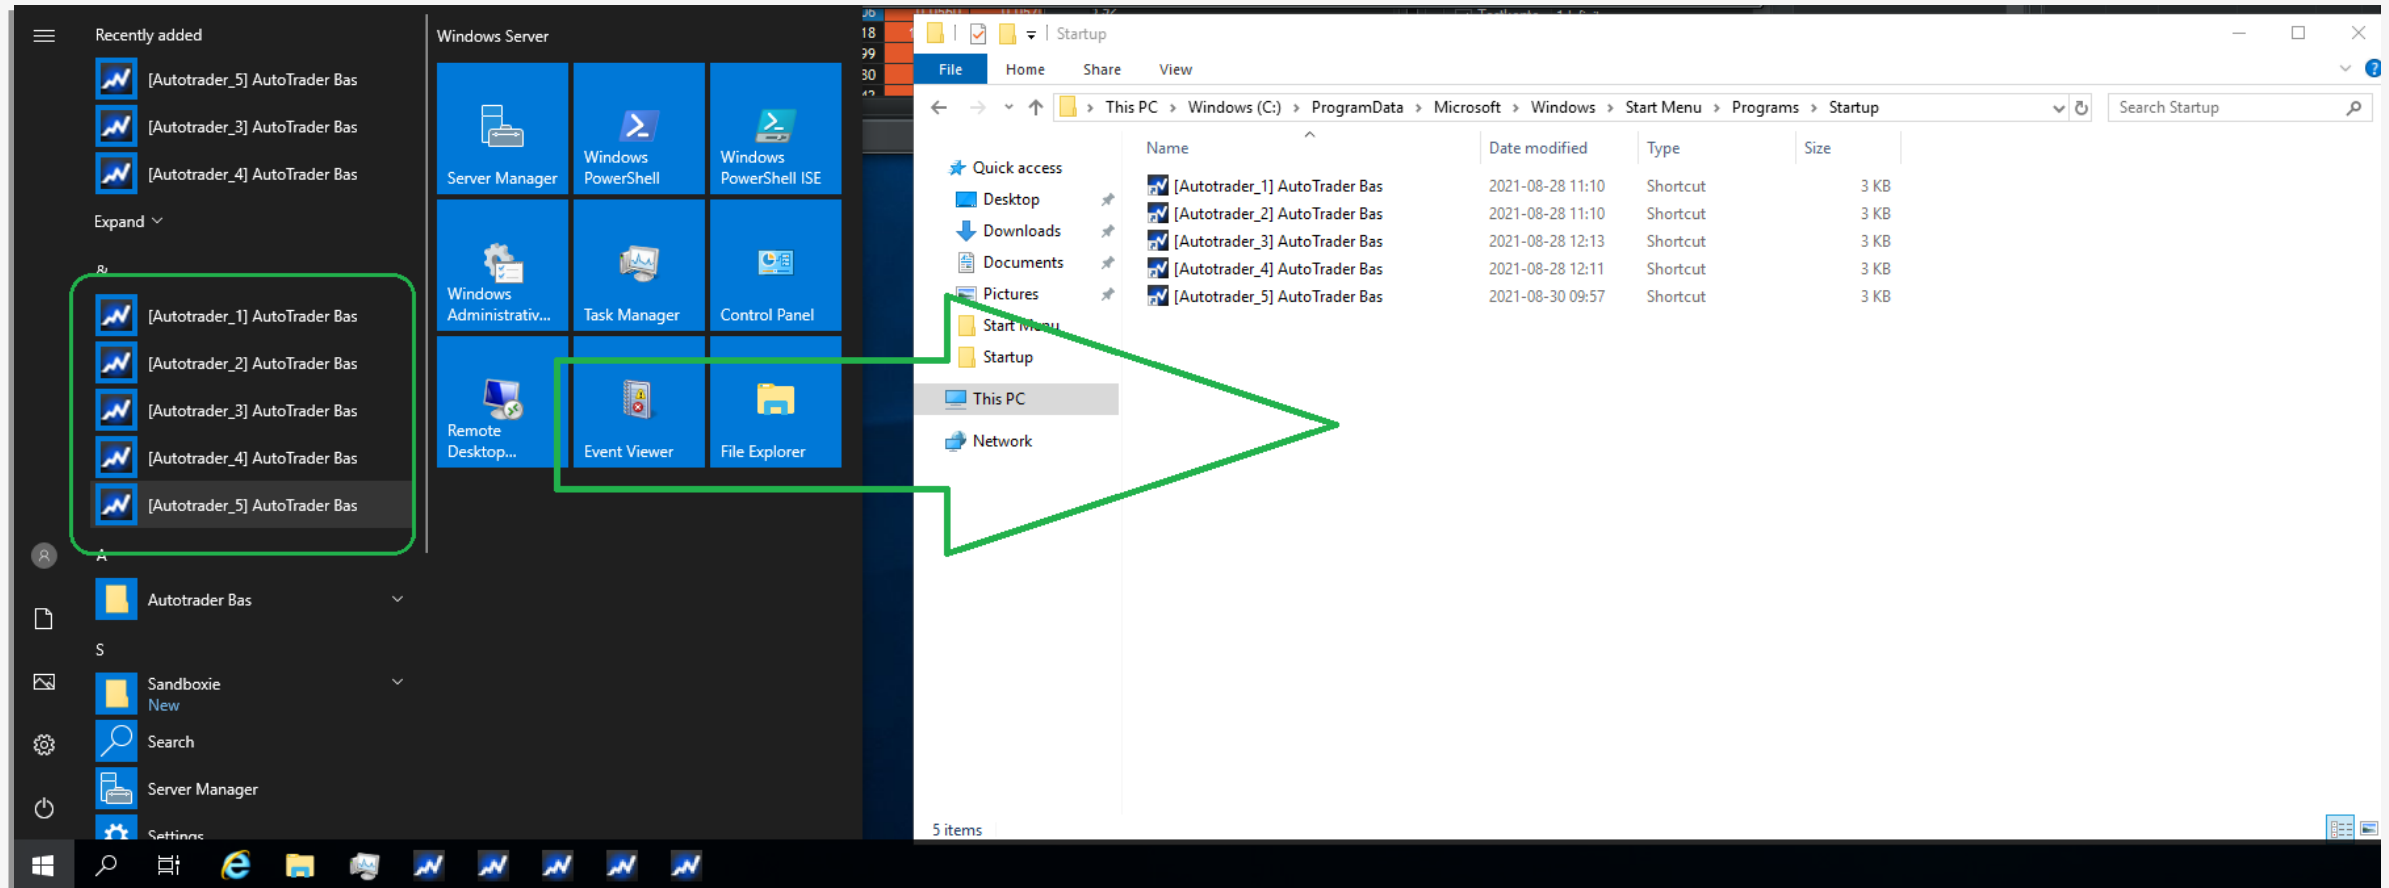 Recently added
[Autotrader_5] AutoTrader Bas
[Autotrader_3] AutoTrader Bas
[Autotrader_4] AutoTrader Bas
Expand
&
[Autotrader_1] AutoTrader Bas
[Autotrader_2] AutoTrader Bas
[Autotrader_3] AutoTrader Bas
[Autotrader_4] AutoTrader Bas
[Autotrader_5] AutoTrader Bas
A
Autotrader Bas
S
Sandboxie
New
Search
Server Manager
Settings
Windows Server
Server Manager
Windows PowerShell
Windows PowerShell ISE
Windows Administrativ...
Task Manager
Control Panel
Remote Desktop...
Event Viewer
File Explorer
18
99
80
Startup
File Home Share View
This PC > Windows (C:) > ProgramData > Microsoft > Windows > Start Menu > Programs > Startup
Search Startup
Quick access
Desktop
Downloads
Documents
Pictures
Start Menu
Startup
This PC
Network
Name Date modified Type Size
[Autotrader_1] AutoTrader Bas 2021-08-28 11:10 Shortcut 3 KB
[Autotrader_2] AutoTrader Bas 2021-08-28 11:10 Shortcut 3 KB
[Autotrader_3] AutoTrader Bas 2021-08-28 12:13 Shortcut 3 KB
[Autotrader_4] AutoTrader Bas 2021-08-28 12:11 Shortcut 3 KB
[Autotrader_5] AutoTrader Bas 2021-08-30 09:57 Shortcut 3 KB
5 items